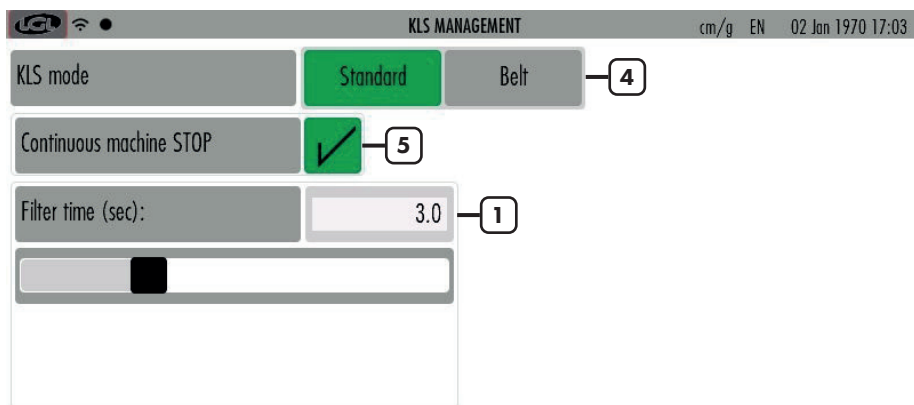 LGL KLS MANAGEMENT cm/g EN 02 Jan 1970 17:03
KLS mode Standard Belt 4
Continuous machine STOP 5
Filter time (sec): 3.0 1